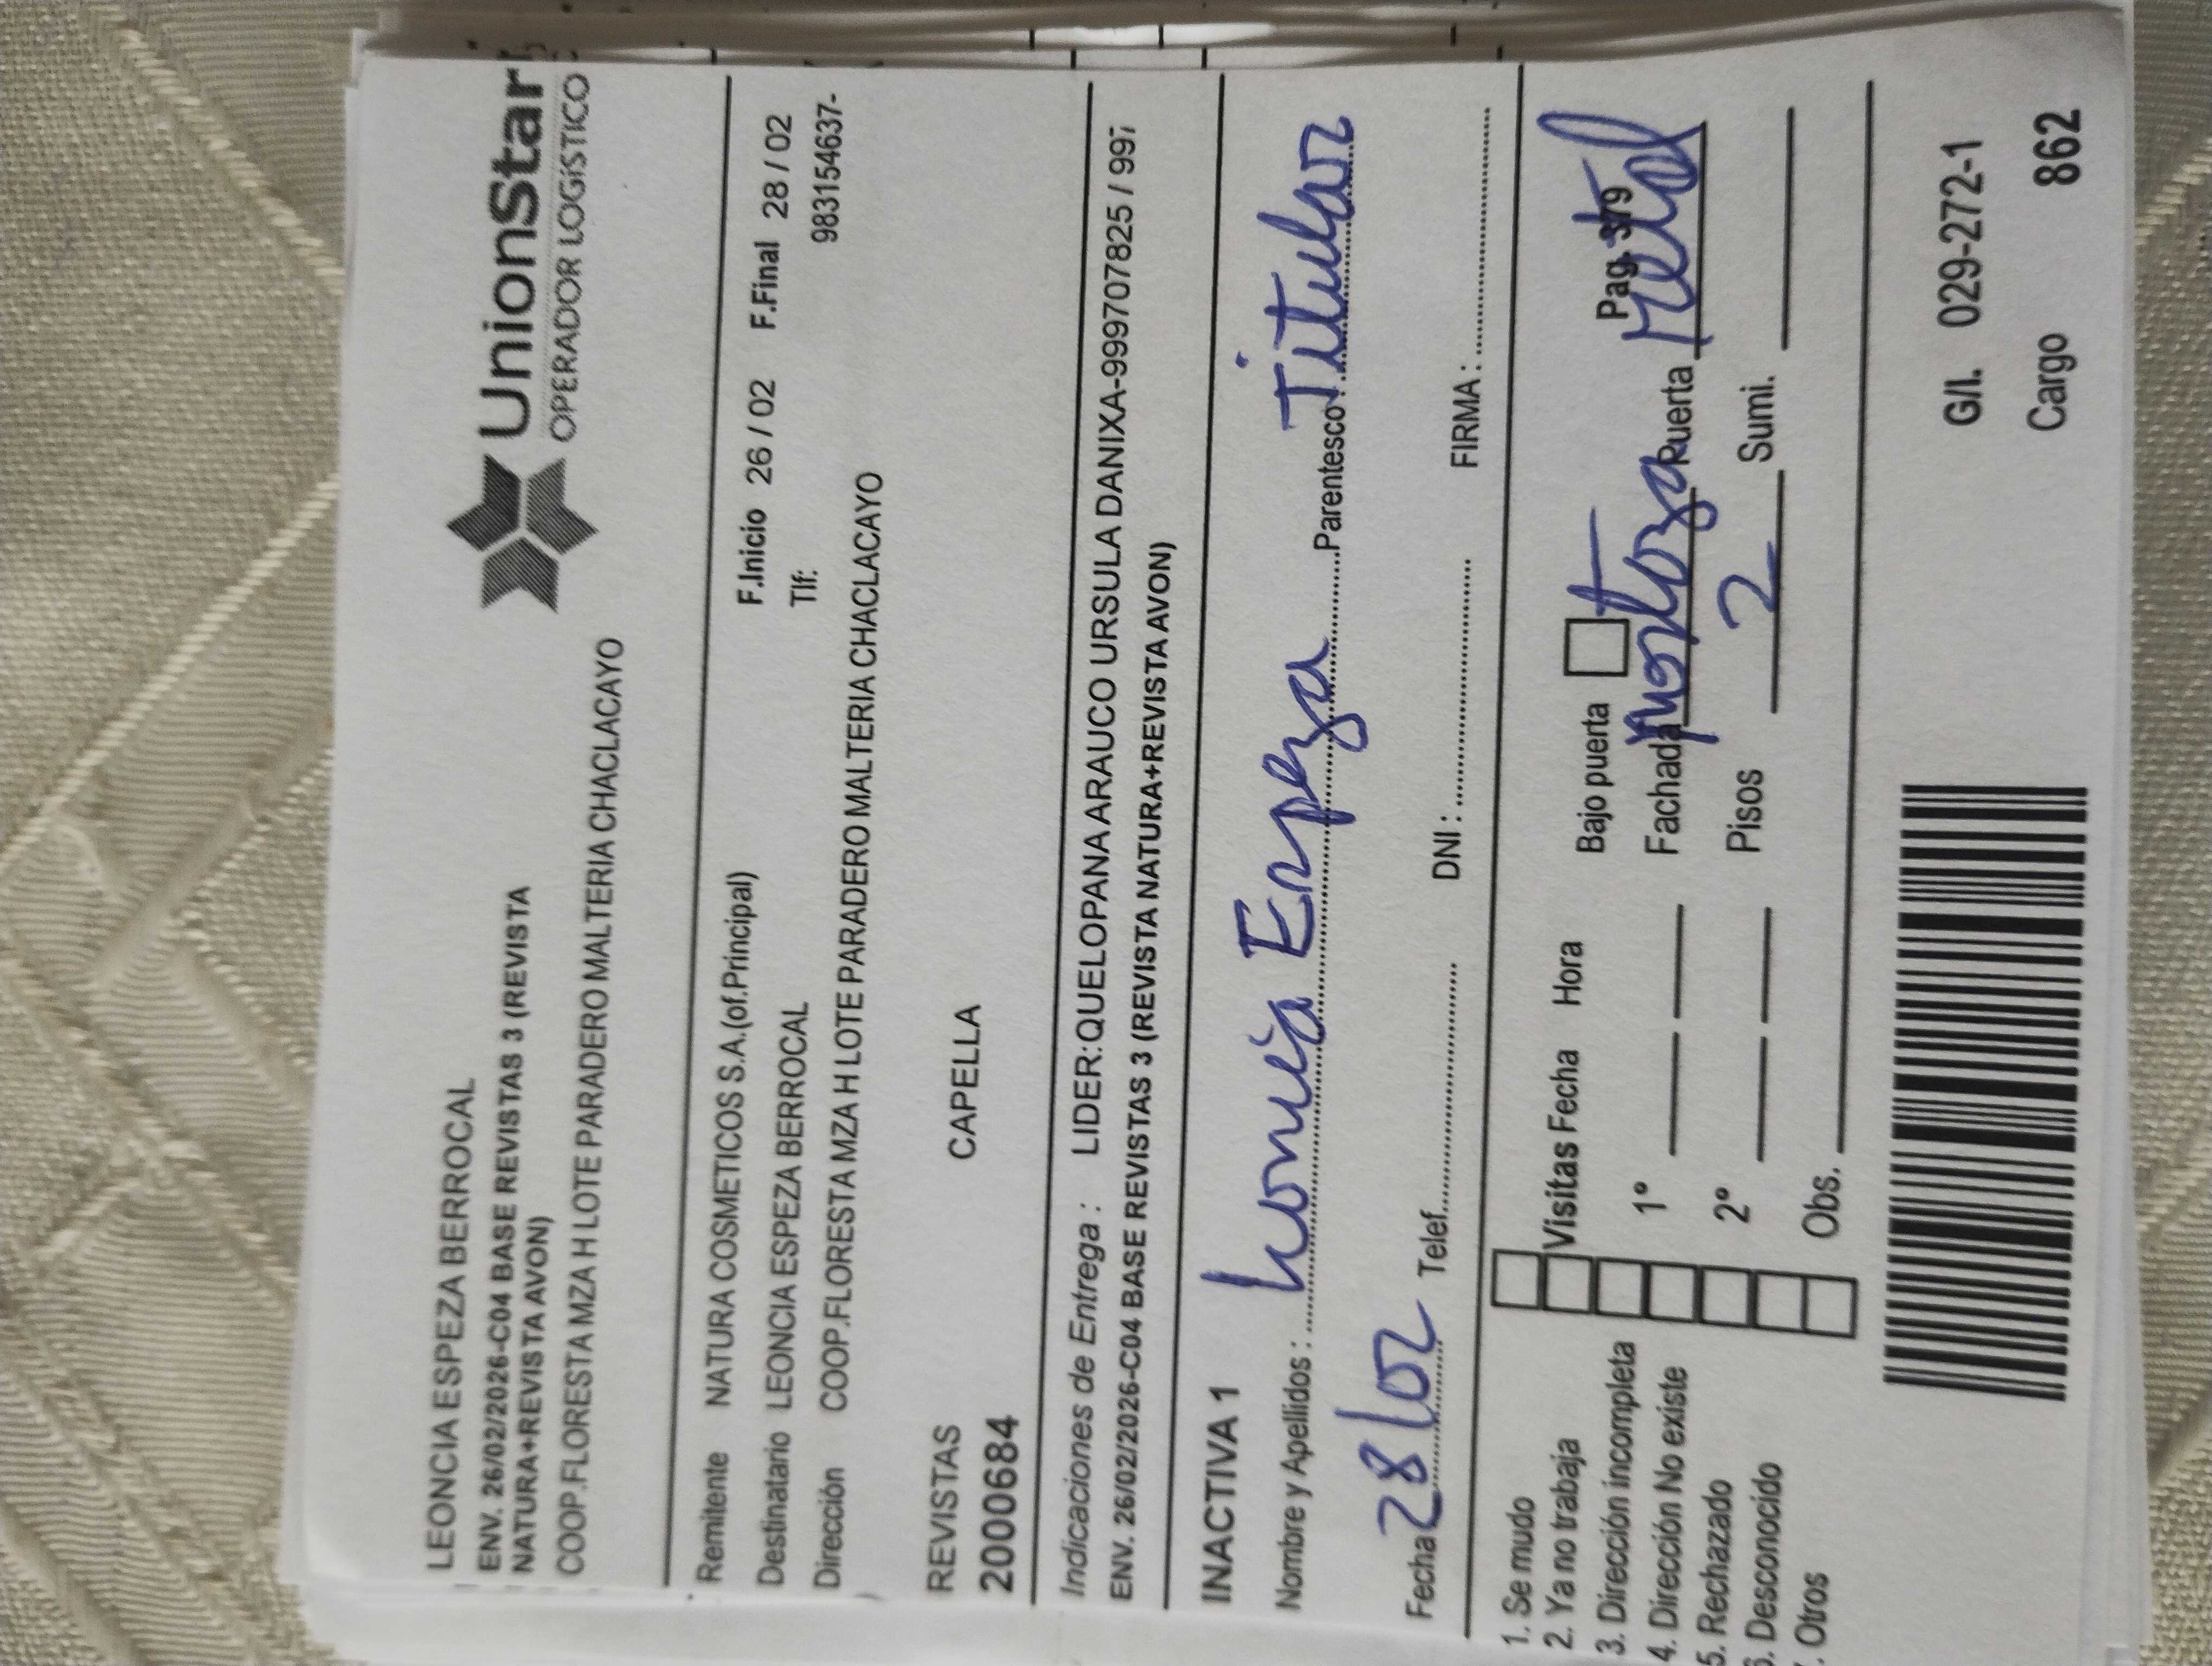 LEONCIA ESPEZA BERROCAL
ENV. 26/02/2026-C04 BASE REVISTAS 3 (REVISTA
NATURA+REVISTA AVON)
COOP.FLORESTA MZA H LOTE PARADERO MALTERIA CHACLACAYO
UnionStar
OPERADOR LOGÍSTICO
Remitente NATURA COSMETICOS S.A.(of.Principal)
F.Inicio 26 / 02 F.Final 28 / 02
Destinatario LEONCIA ESPEZA BERROCAL
Tlf: 983154637-
Dirección COOP.FLORESTA MZA H LOTE PARADERO MALTERIA CHACLACAYO
REVISTAS CAPELLA
2000684
Indicaciones de Entrega : LIDER:QUELOPANA ARAUCO URSULA DANIXA-999707825 / 997
ENV. 26/02/2026-C04 BASE REVISTAS 3 (REVISTA NATURA+REVISTA AVON)
INACTIVA 1
Nombre y Apellidos : Espeza Parentesco: Titular
Fecha 28/02 Telef. DNI : FIRMA :
1. Se mudo
2. Ya no trabaja
3. Dirección incompleta
4. Dirección No existe
5. Rechazado
6. Desconocido
. Otros
Visitas Fecha Hora
1º
2º
Obs.
Bajo puerta
Pag. 379
Fachada mostaza Puerta Metal
Pisos 2 Sumi.
G/I. 029-272-1
Cargo 862